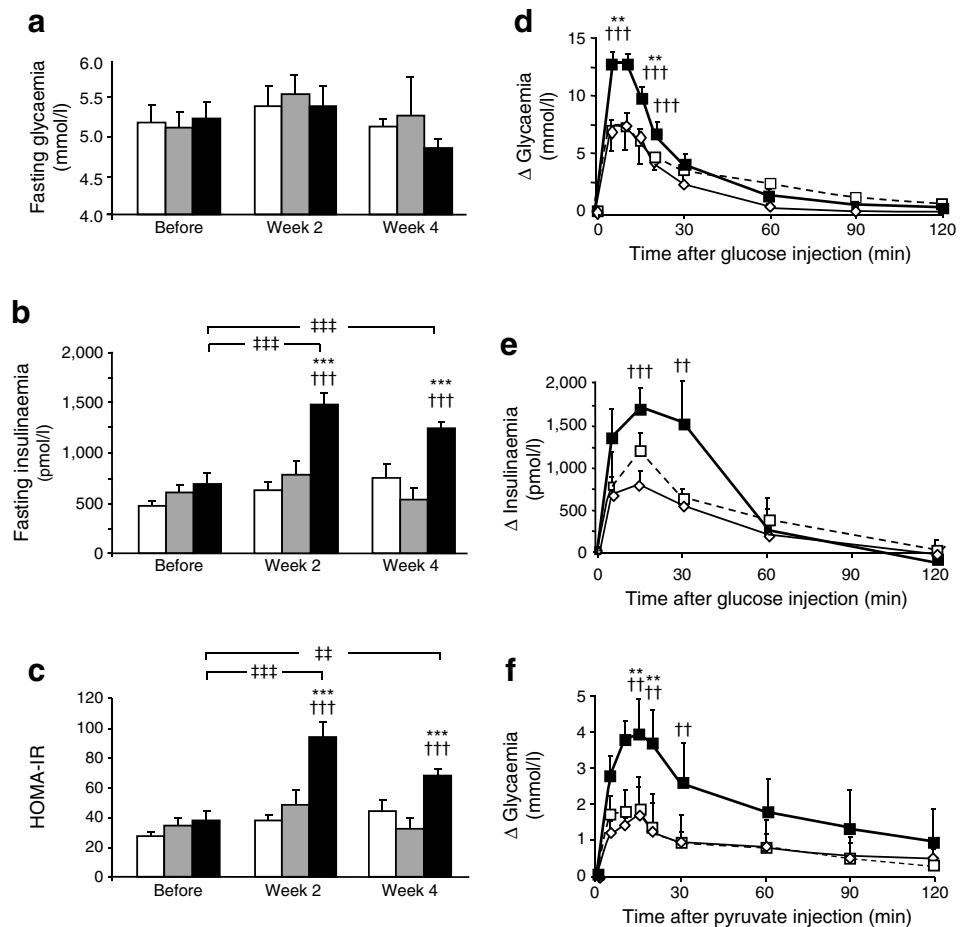 a
Fasting glycaemia
(mmol/l)
6.0
5.5
5.0
4.5
4.0
Before Week 2 Week 4
b
Fasting insulinaemia
(pmol/l)
‡‡‡
‡‡‡
2,000
1,500
1,000
500
0
***
†††
***
†††
Before Week 2 Week 4
c
HOMA-IR
‡‡
‡‡‡
120
100
80
60
40
20
0
***
†††
***
†††
Before Week 2 Week 4
d
Δ Glycaemia
(mmol/l)
15
10
5
0
**
†††
**
†††
†††
0 30 60 90 120
Time after glucose injection (min)
e
Δ Insulinaemia
(pmol/l)
2,000
1,500
1,000
500
0
†††
††
0 30 60 90 120
Time after glucose injection (min)
f
Δ Glycaemia
(mmol/l)
5
4
3
2
1
0
**
††
**
††
††
0 30 60 90 120
Time after pyruvate injection (min)